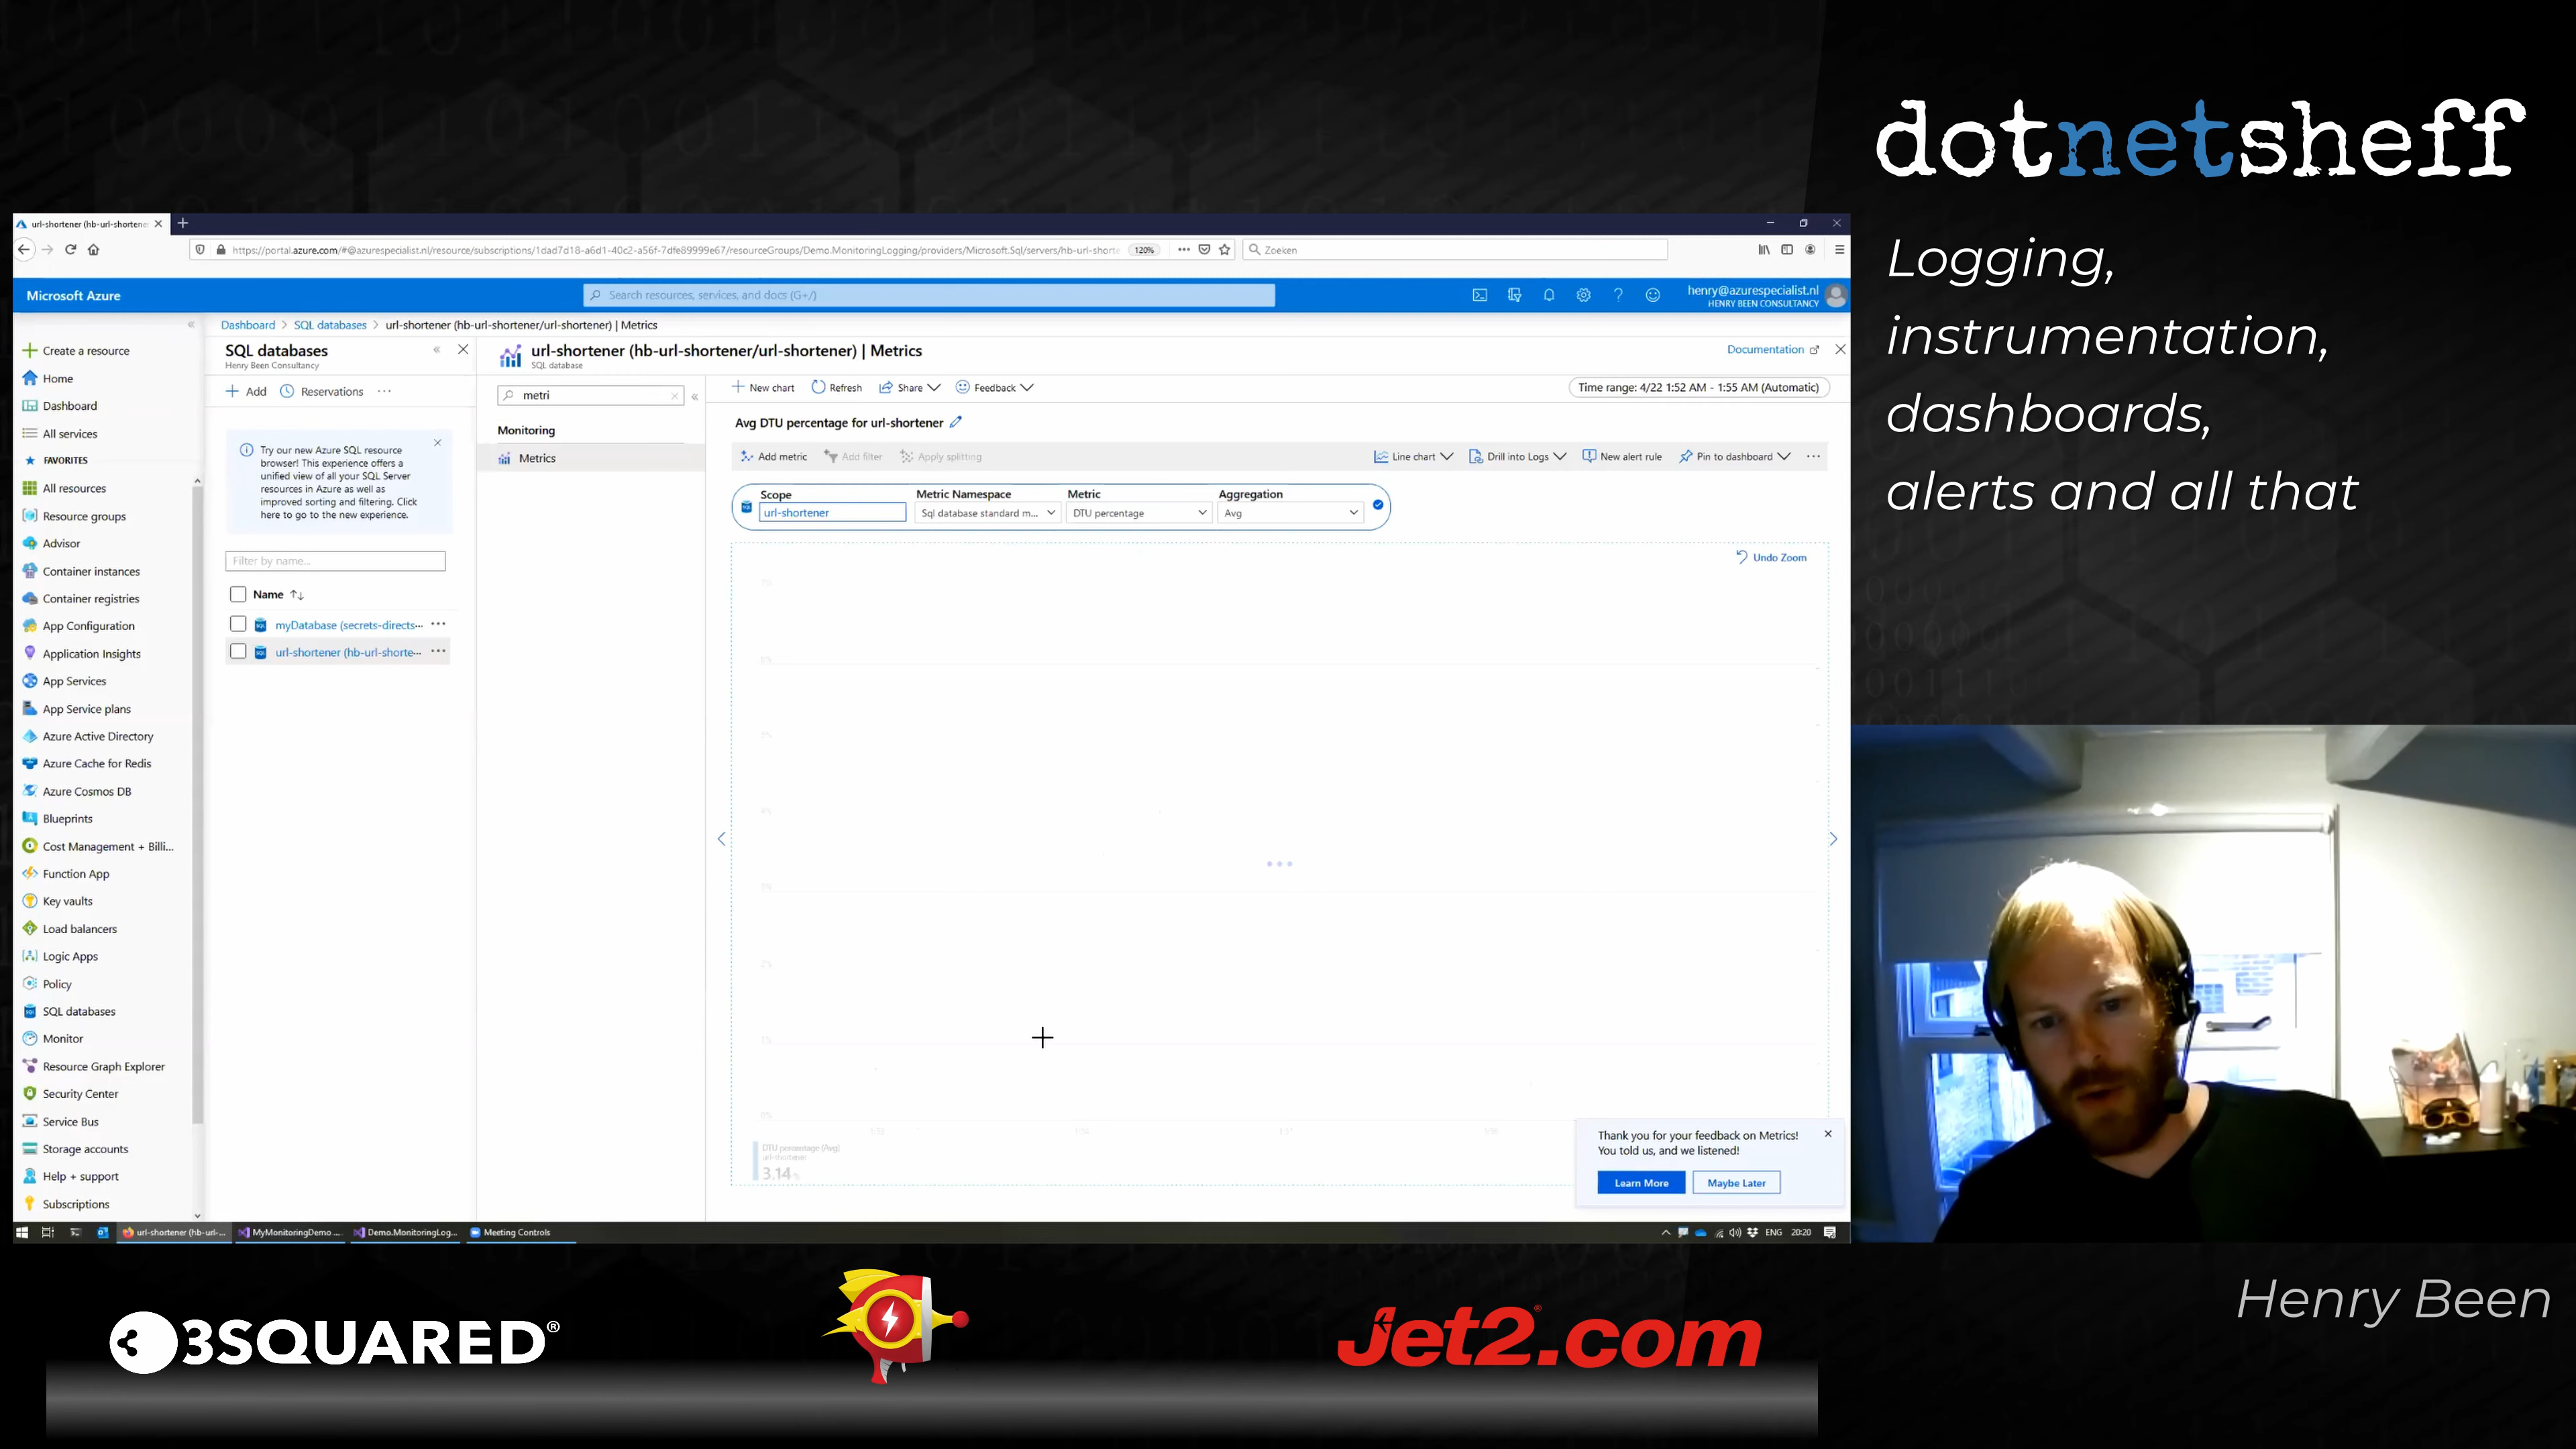 dotnetsheff
Logging,
instrumentation,
dashboards,
alerts and all that
url-shortener (hb-url-shortene
https://portal.azure.com/#@azurespecialist.nl/resource/subscriptions/1dad7d18-a6d1-40c2-a56f-7dfe89999e67/resourceGroups/Demo.MonitoringLogging/providers/Microsoft.Sql/servers/hb-url-shorte
120%
Zoeken
Microsoft Azure
Search resources, services, and docs (G+/)
henry@azurespecialist.nl
HENRY BEEN CONSULTANCY
Dashboard > SQL databases > url-shortener (hb-url-shortener/url-shortener) | Metrics
Create a resource
Home
Dashboard
All services
FAVORITES
All resources
Resource groups
Advisor
Container instances
Container registries
App Configuration
Application Insights
App Services
App Service plans
Azure Active Directory
Azure Cache for Redis
Azure Cosmos DB
Blueprints
Cost Management + Billi...
Function App
Key vaults
Load balancers
Logic Apps
Policy
SQL databases
Monitor
Resource Graph Explorer
Security Center
Service Bus
Storage accounts
Help + support
Subscriptions
SQL databases
Henry Been Consultancy
Add
Reservations
Try our new Azure SQL resource
browser! This experience offers a
unified view of all your SQL Server
resources in Azure as well as
improved sorting and filtering. Click
here to go to the new experience.
Filter by name...
Name
myDatabase (secrets-directs...
url-shortener (hb-url-shorte...
url-shortener (hb-url-shortener/url-shortener) | Metrics
SQL database
Documentation
metri
Monitoring
Metrics
New chart
Refresh
Share
Feedback
Time range: 4/22 1:52 AM - 1:55 AM (Automatic)
Avg DTU percentage for url-shortener
Add metric
Add filter
Apply splitting
Line chart
Drill into Logs
New alert rule
Pin to dashboard
Scope
url-shortener
Metric Namespace
Sql database standard m...
Metric
DTU percentage
Aggregation
Avg
Undo Zoom
DTU percentage (Avg)
url-shortener
3.14%
Thank you for your feedback on Metrics!
You told us, and we listened!
Learn More
Maybe Later
url-shortener (hb-url-...
MyMonitoringDemo ...
Demo.MonitoringLog...
Meeting Controls
ENG
20:20
3SQUARED®
Jet2.com
Henry Been